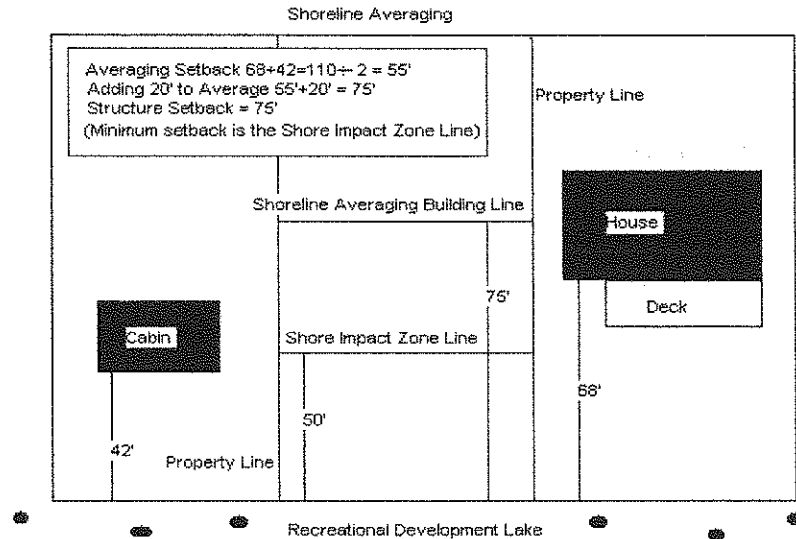 Shoreline Averaging
Averaging Setback 68+42=110÷ 2 = 55'
Adding 20' to Average 55'+20' = 75'
Structure Setback = 75'
(Minimum setback is the Shore Impact Zone Line)
Property Line
Shoreline Averaging Building Line
House
75'
Deck
Cabin
Shore Impact Zone Line
68'
50'
42'
Property Line
Recreational Development Lake